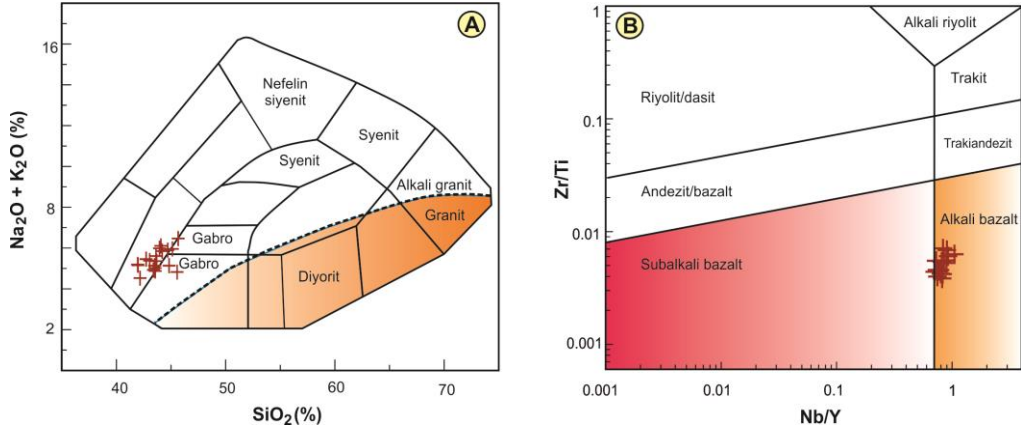 A
16
8
2
Na₂O + K₂O (%)
Nefelin
siyenit
Syenit
Syenit
Alkali granit
Granit
Gabro
Gabro
Diyorit
40
50
60
70
SiO₂(%)
B
1
0.1
0.01
0.001
Zr/Ti
Alkali riyolit
Trakit
Riyolit/dasit
Trakiandezit
Andezit/bazalt
Alkali bazalt
Subalkali bazalt
0.001
0.01
0.1
1
Nb/Y